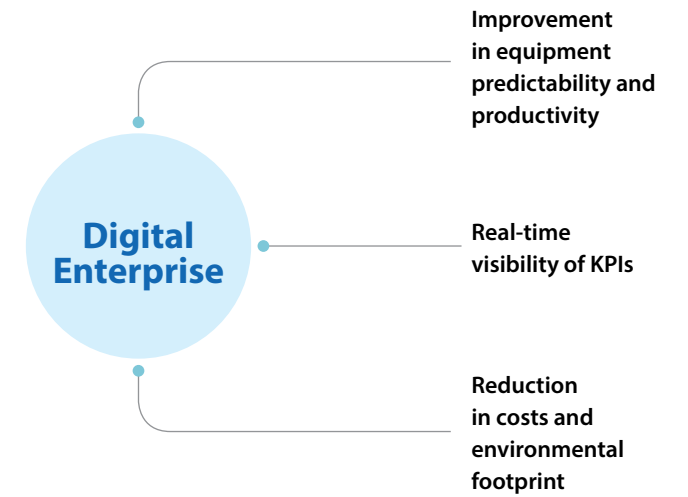 Improvement
in equipment
predictability and
productivity
Digital
Enterprise
Real-time
visibility of KPIs
Reduction
in costs and
environmental
footprint